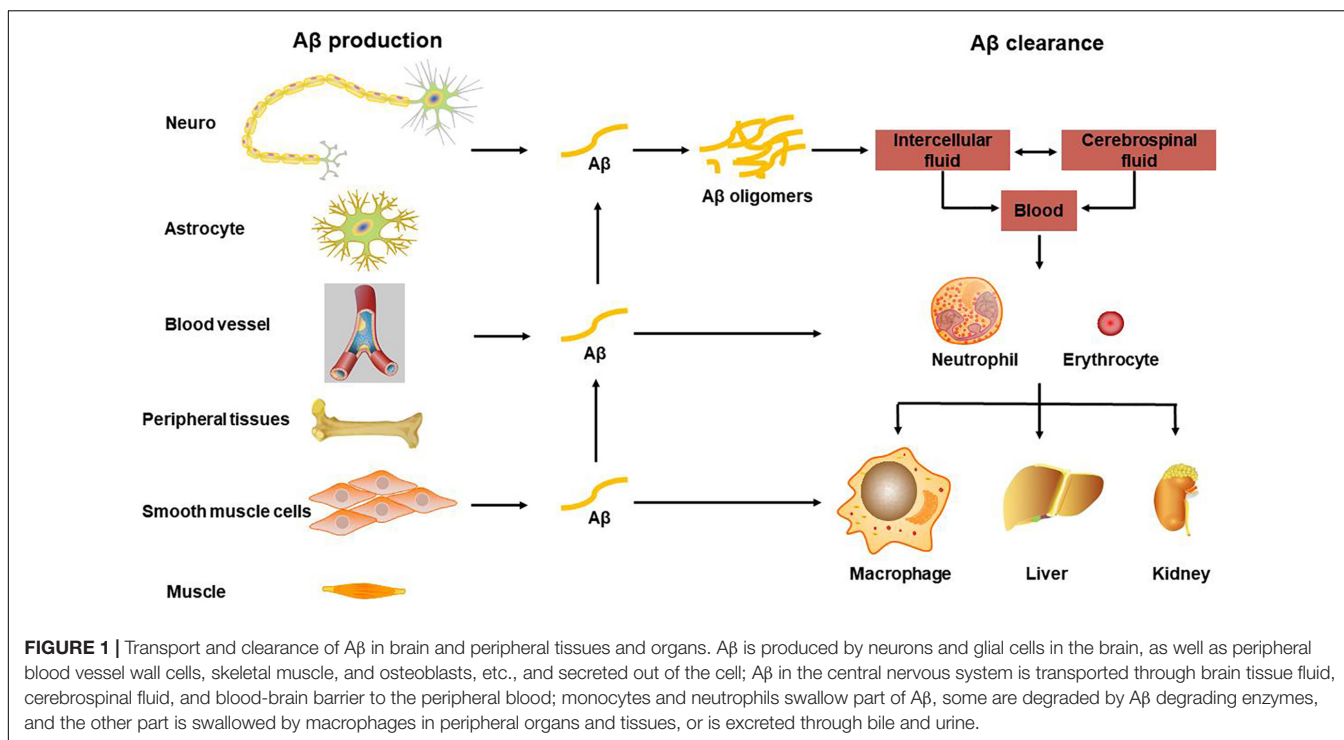 Aβ production
Aβ clearance
Neuro
Astrocyte
Blood vessel
Peripheral tissues
Smooth muscle cells
Muscle
Aβ
Aβ oligomers
Aβ
Aβ
Intercellular
fluid
Cerebrospinal
fluid
Blood
Neutrophil
Erythrocyte
Macrophage
Liver
Kidney
FIGURE 1 | Transport and clearance of Aβ in brain and peripheral tissues and organs. Aβ is produced by neurons and glial cells in the brain, as well as peripheral
blood vessel wall cells, skeletal muscle, and osteoblasts, etc., and secreted out of the cell; Aβ in the central nervous system is transported through brain tissue fluid,
cerebrospinal fluid, and blood-brain barrier to the peripheral blood; monocytes and neutrophils swallow part of Aβ, some are degraded by Aβ degrading enzymes,
and the other part is swallowed by macrophages in peripheral organs and tissues, or is excreted through bile and urine.